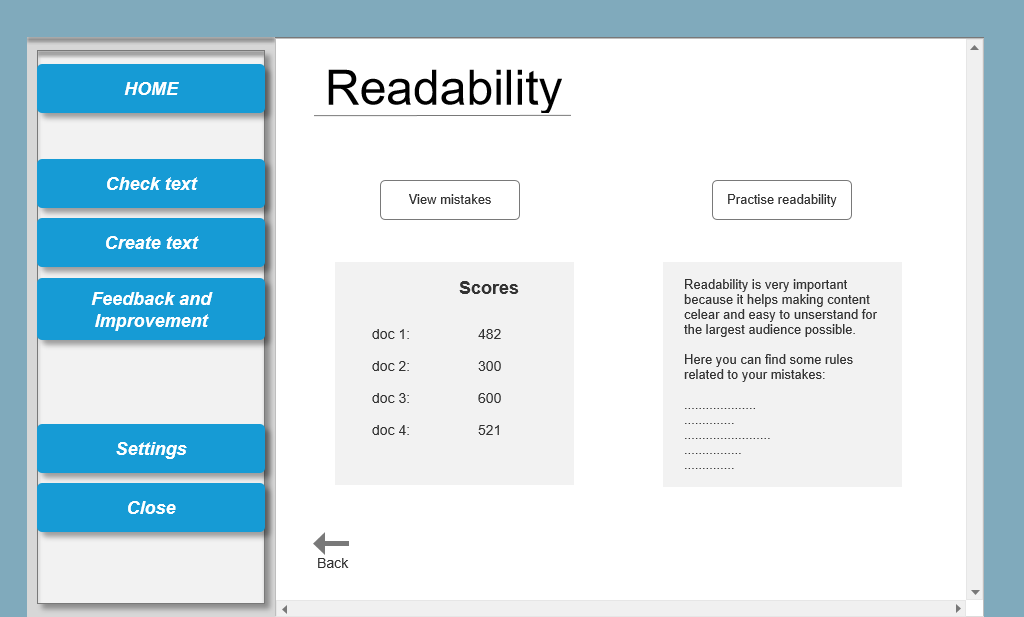 HOME
Check text
Create text
Feedback and
Improvement
Settings
Close
Readability
View mistakes
Practise readability
Scores
doc 1: 482
doc 2: 300
doc 3: 600
doc 4: 521
Readability is very important
because it helps making content
celear and easy to unserstand for
the largest audience possible.
Here you can find some rules
related to your mistakes:
....................
..............
........................
................
..............
Back